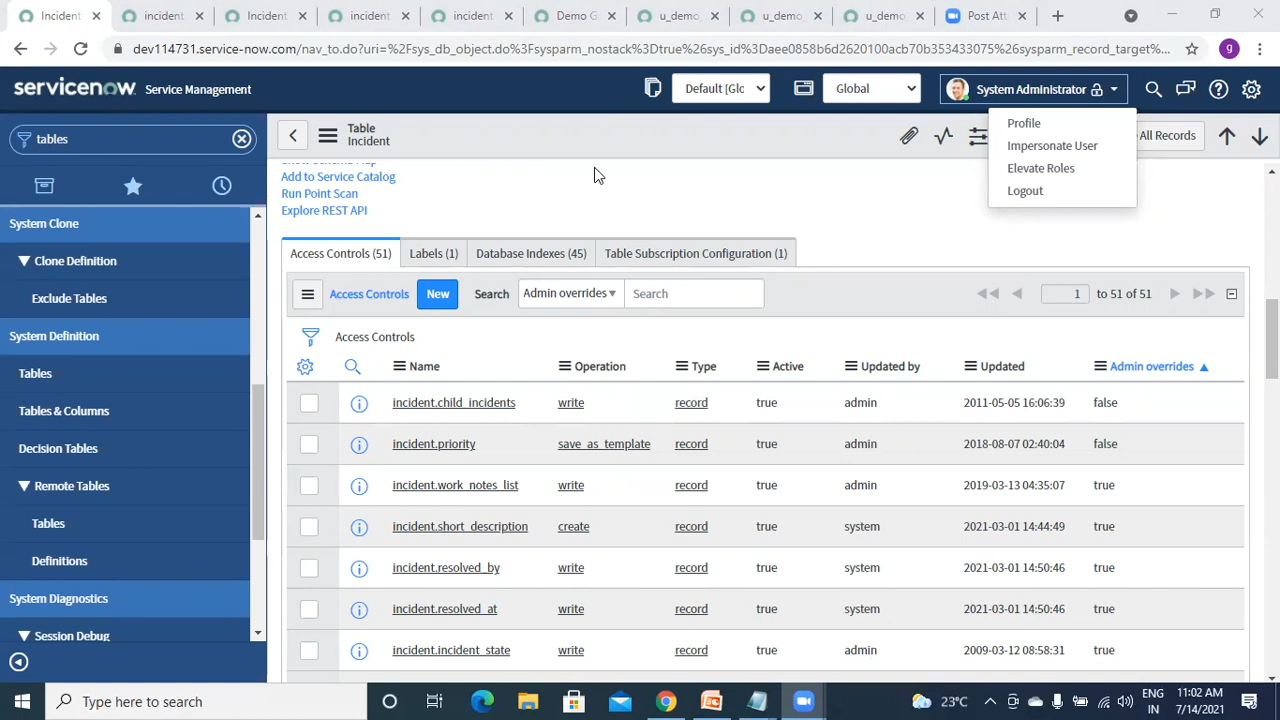 Incident
incident
Incident
incident
incident
Demo G
u_demo_
u_demo_
u_demo_
Post Att
dev114731.service-now.com/nav_to.do?uri=%2Fsys_db_object.do%3Fsysparm_nostack%3Dtrue%26sys_id%3Daee0858b6d2620100acb70b353433075%26sysparm_record_target%...
g
servicenow Service Management
Default [Glo
Global
System Administrator
Profile
Impersonate User
Elevate Roles
Logout
tables
Table
Incident
All Records
Add to Service Catalog
Run Point Scan
Explore REST API
System Clone
Clone Definition
Exclude Tables
System Definition
Tables
Tables & Columns
Decision Tables
Remote Tables
Tables
Definitions
System Diagnostics
Session Debug
Access Controls (51) Labels (1) Database Indexes (45) Table Subscription Configuration (1)
Access Controls New Search Admin overrides Search 1 to 51 of 51
Access Controls
Name Operation Type Active Updated by Updated Admin overrides
incident.child_incidents write record true admin 2011-05-05 16:06:39 false
incident.priority save_as_template record true admin 2018-08-07 02:40:04 false
incident.work_notes_list write record true admin 2019-03-13 04:35:07 true
incident.short_description create record true system 2021-03-01 14:44:49 true
incident.resolved_by write record true system 2021-03-01 14:50:46 true
incident.resolved_at write record true system 2021-03-01 14:50:46 true
incident.incident_state write record true admin 2009-03-12 08:58:31 true
Type here to search
23°C
ENG
IN
11:02 AM
7/14/2021